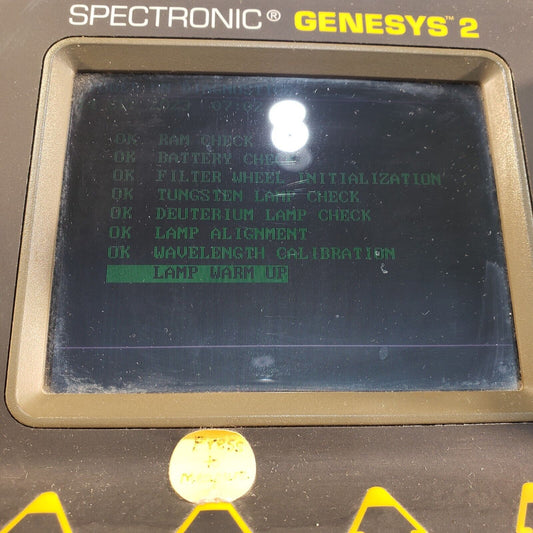 SPECTRONIC® GENESYS™ 2
OK RAM CHECK
OK BATTERY CHECK
OK FILTER WHEEL INITIALIZATION
OK TUNGSTEN LAMP CHECK
OK DEUTERIUM LAMP CHECK
OK LAMP ALIGNMENT
OK WAVELENGTH CALIBRATION
LAMP WARM UP
Press